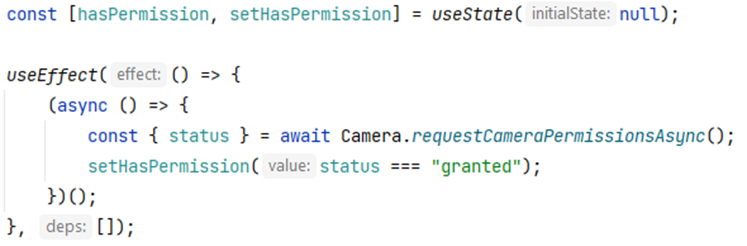 const [hasPermission, setHasPermission] = useState( initialState: null);
useEffect( effect: () => {
(async () => {
const { status } = await Camera.requestCameraPermissionsAsync();
setHasPermission( value: status === "granted");
})();
}, deps: []);